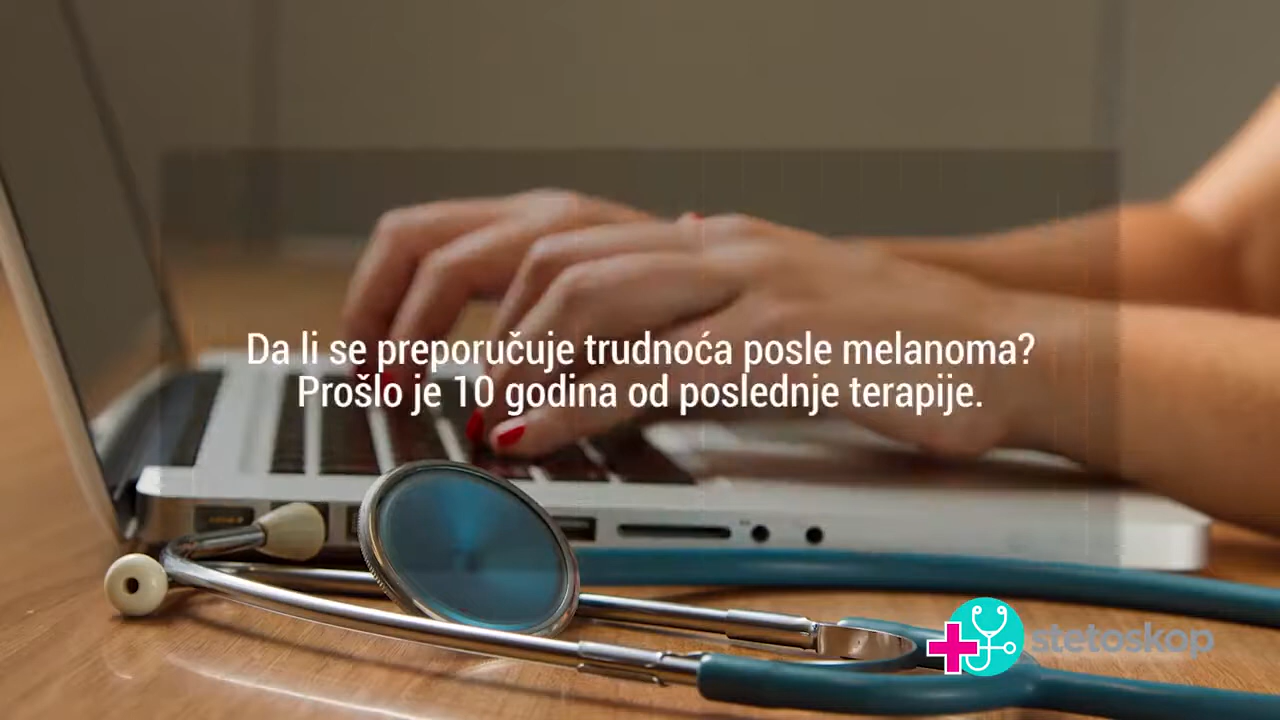 Da li se preporučuje trudnoća posle melanoma?
Prošlo je 10 godina od poslednje terapije.
stetoskop